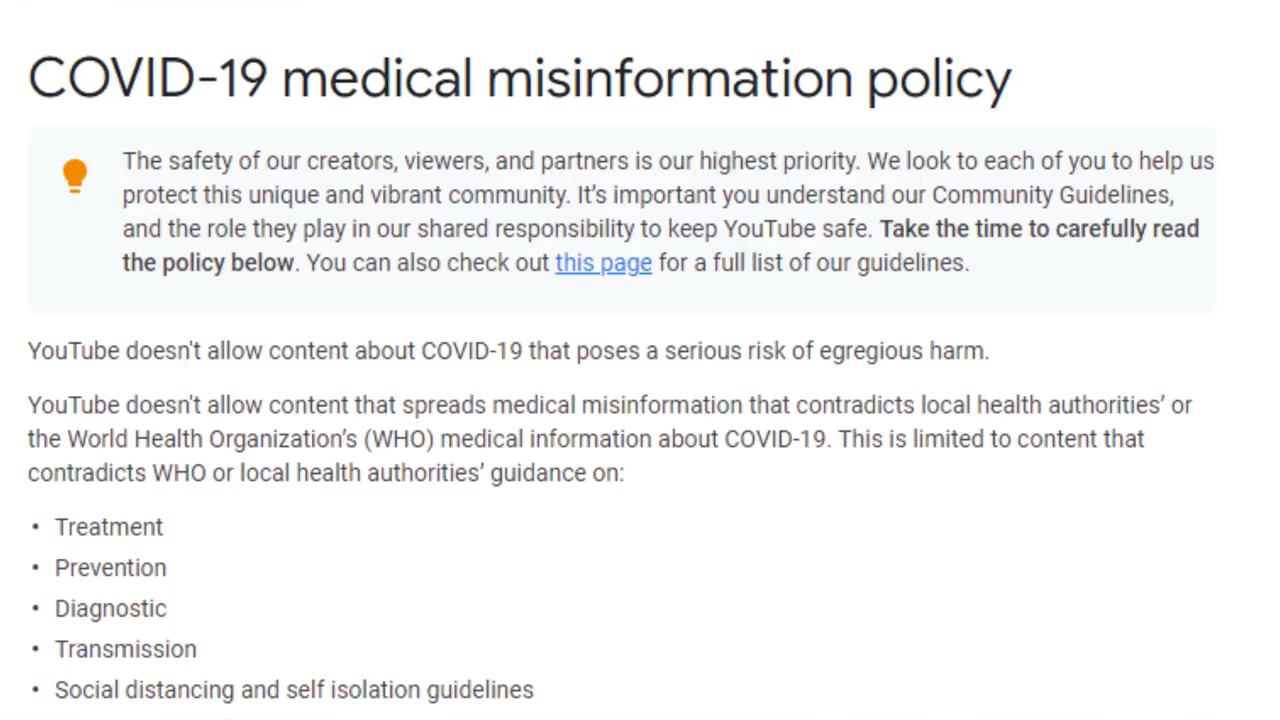 COVID-19 medical misinformation policy
The safety of our creators, viewers, and partners is our highest priority. We look to each of you to help us
protect this unique and vibrant community. It’s important you understand our Community Guidelines,
and the role they play in our shared responsibility to keep YouTube safe. Take the time to carefully read
the policy below. You can also check out this page for a full list of our guidelines.
YouTube doesn't allow content about COVID-19 that poses a serious risk of egregious harm.
YouTube doesn't allow content that spreads medical misinformation that contradicts local health authorities’ or
the World Health Organization’s (WHO) medical information about COVID-19. This is limited to content that
contradicts WHO or local health authorities’ guidance on:
• Treatment
• Prevention
• Diagnostic
• Transmission
• Social distancing and self isolation guidelines